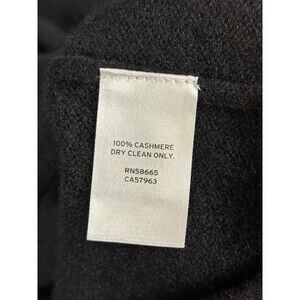 100% CASHMERE
DRY CLEAN ONLY.
RN58665
CA57963